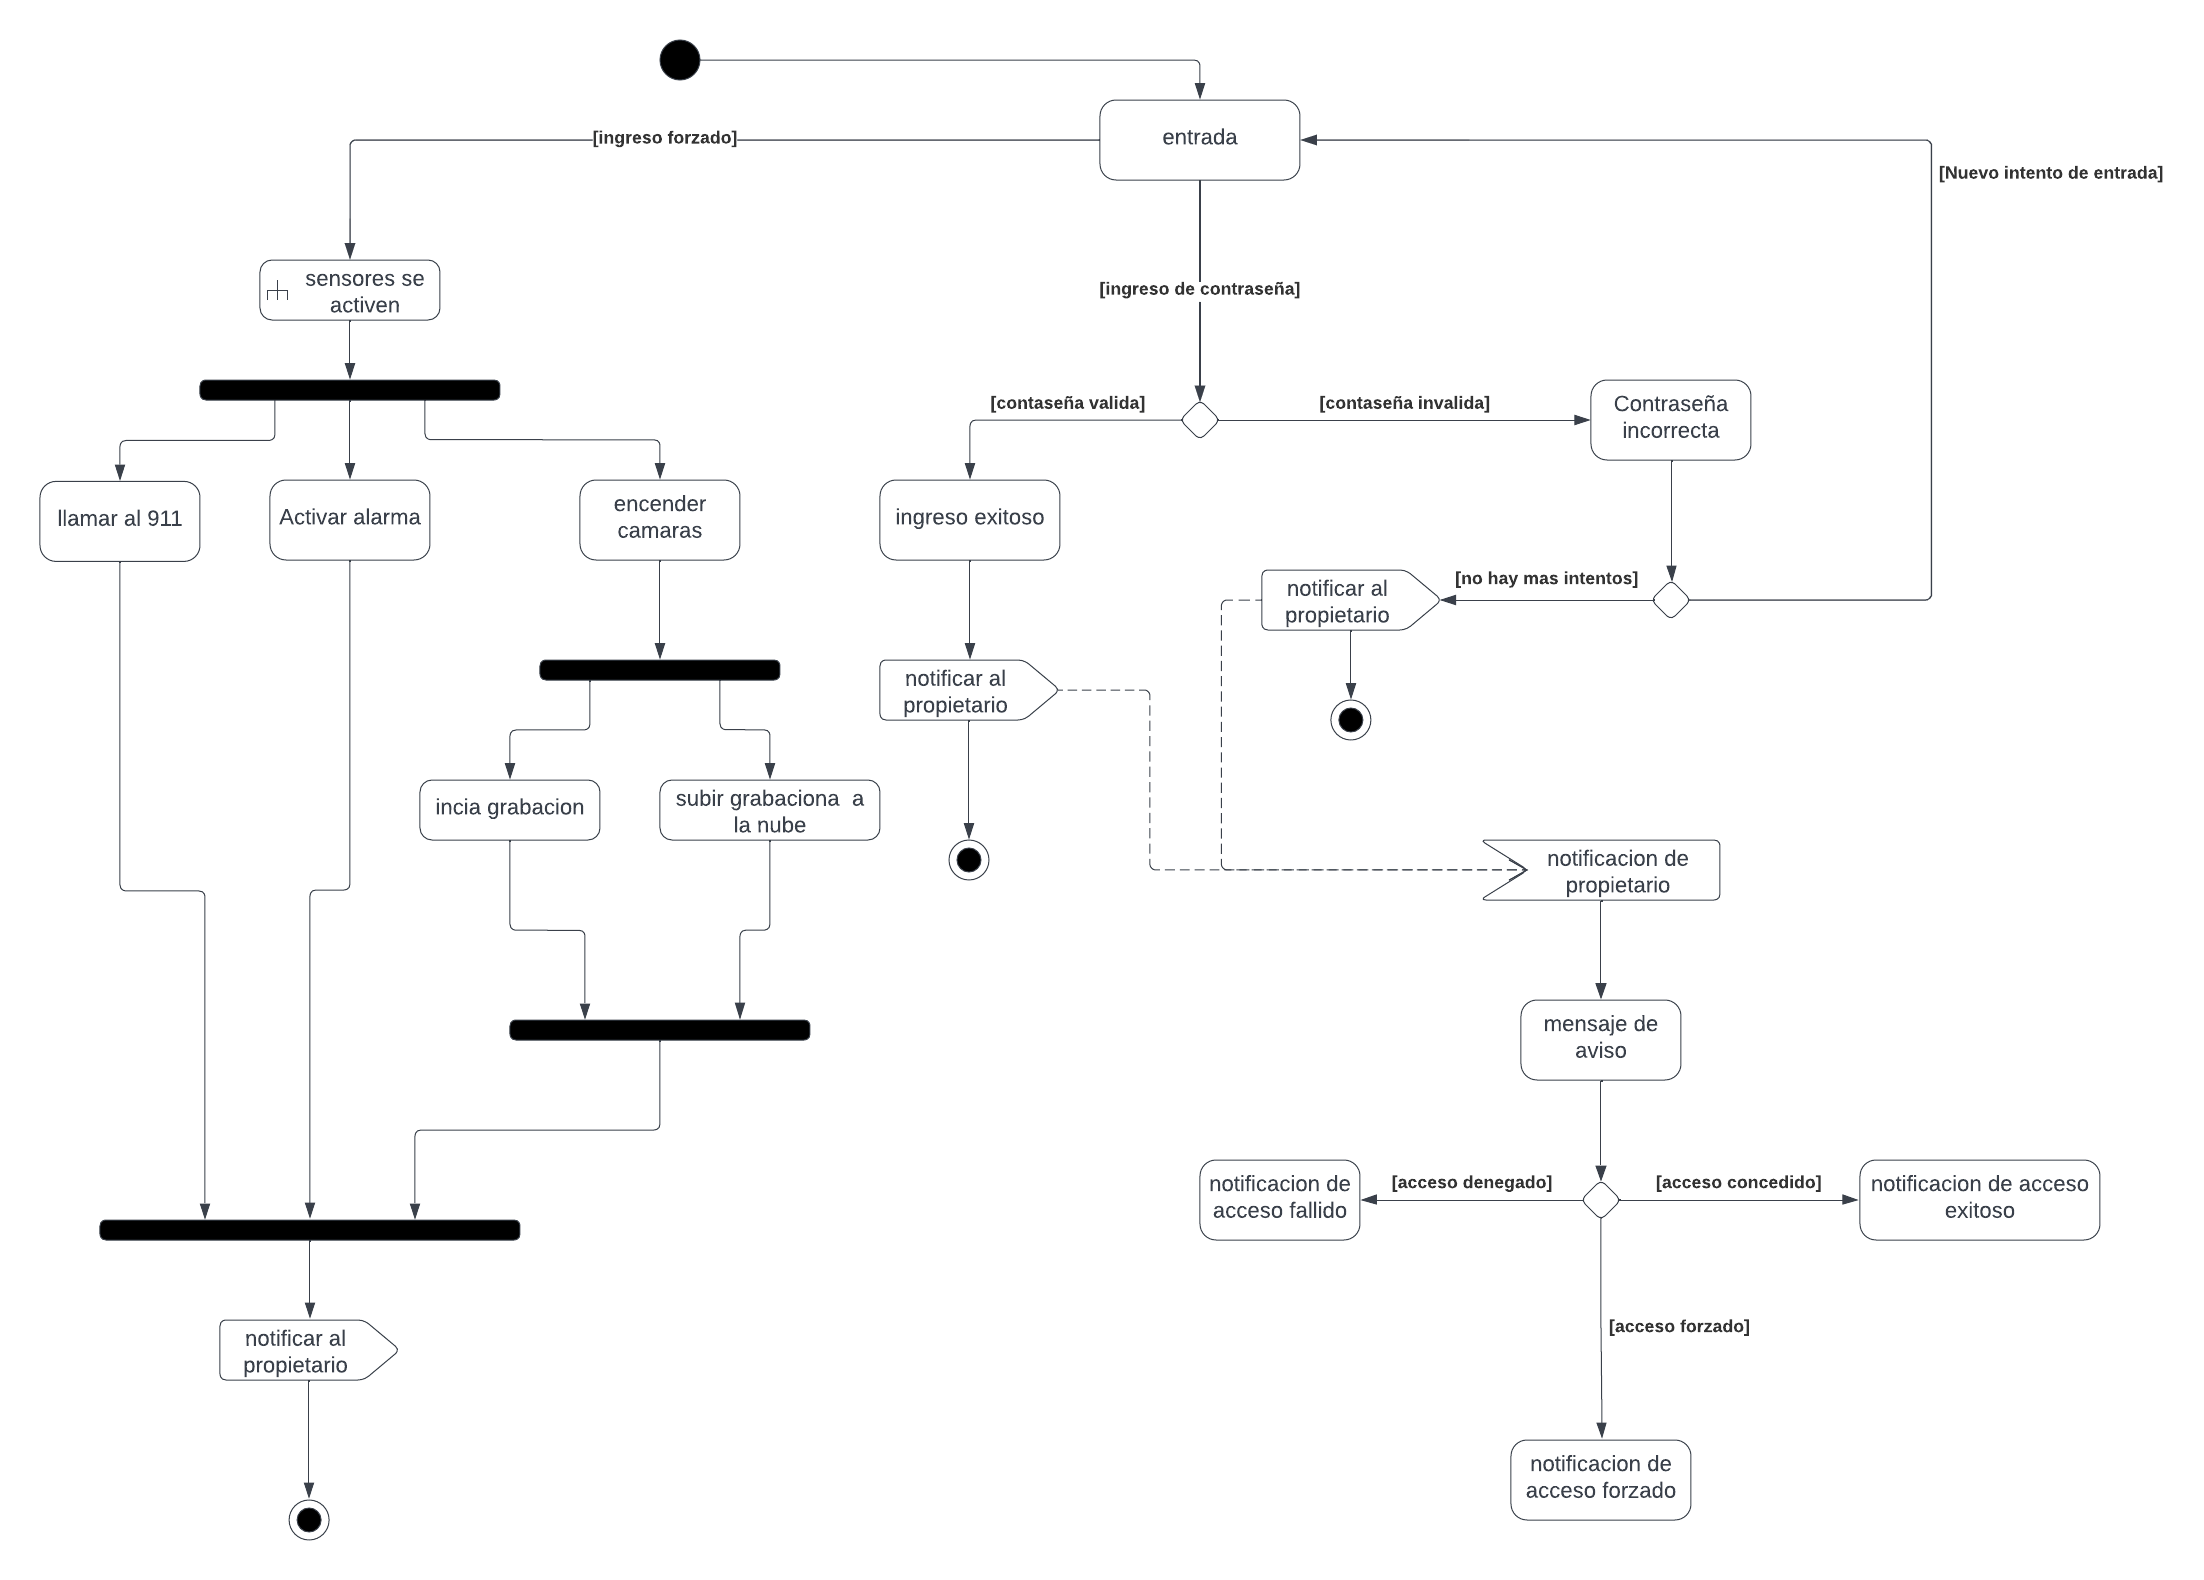 entrada
[ingreso forzado]
[Nuevo intento de entrada]
sensores se
activen
[ingreso de contraseña]
[contaseña valida]
[contaseña invalida]
Contraseña
incorrecta
llamar al 911
Activar alarma
encender
camaras
ingreso exitoso
[no hay mas intentos]
notificar al
propietario
notificar al
propietario
incia grabacion
subir grabaciona  a
la nube
notificacion de
propietario
mensaje de
aviso
notificacion de
acceso fallido
[acceso denegado]
[acceso concedido]
notificacion de acceso
exitoso
[acceso forzado]
notificar al
propietario
notificacion de
acceso forzado